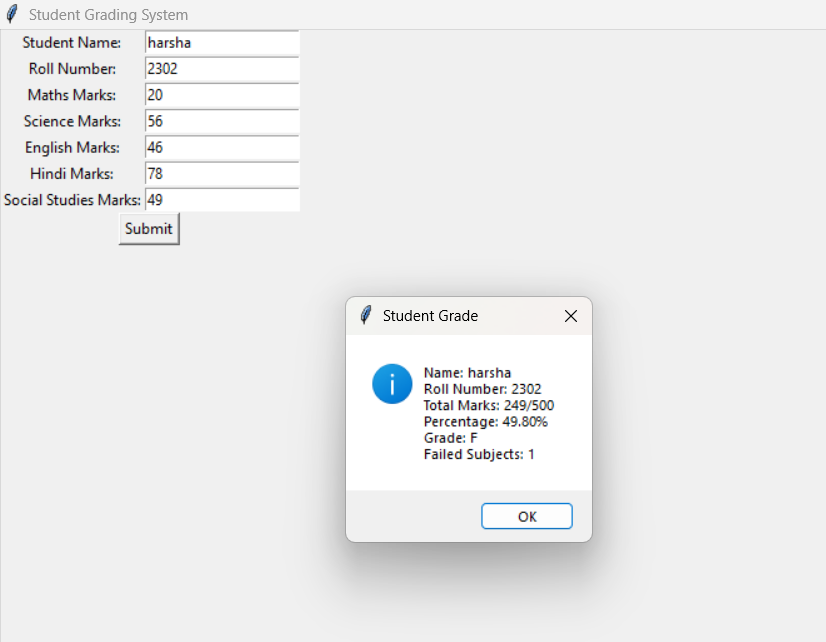 Student Grading System
Student Name: harsha
Roll Number: 2302
Maths Marks: 20
Science Marks: 56
English Marks: 46
Hindi Marks: 78
Social Studies Marks: 49
Submit
Student Grade
Name: harsha
Roll Number: 2302
Total Marks: 249/500
Percentage: 49.80%
Grade: F
Failed Subjects: 1
OK